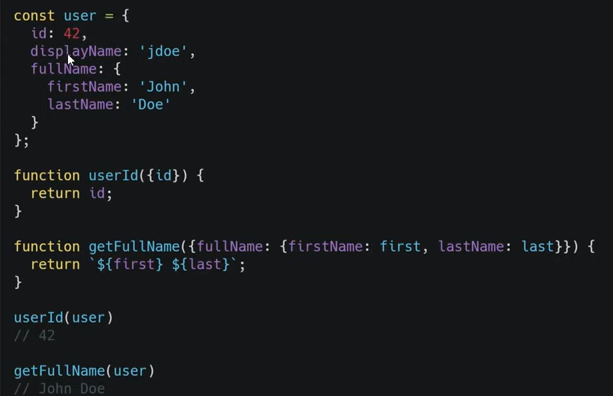 const user = {
  id: 42,
  displayName: 'jdoe',
  fullName: {
    firstName: 'John',
    lastName: 'Doe'
  }
};

function userId({id}) {
  return id;
}

function getFullName({fullName: {firstName: first, lastName: last}}) {
  return `${first} ${last}`;
}

userId(user)
// 42

getFullName(user)
// John Doe